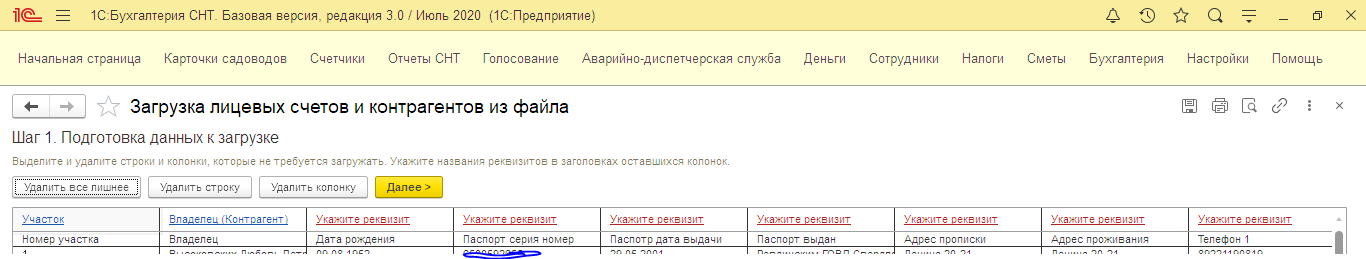 1С:Бухгалтерия СНТ. Базовая версия, редакция 3.0 / Июль 2020 (1С:Предприятие)
Начальная страница Карточки садоводов Счетчики Отчеты СНТ Голосование Аварийно-диспетчерская служба Деньги Сотрудники Налоги Сметы Бухгалтерия Настройки Помощь
Загрузка лицевых счетов и контрагентов из файла
Шаг 1. Подготовка данных к загрузке
Выделите и удалите строки и колонки, которые не требуется загружать. Укажите названия реквизитов в заголовках оставшихся колонок.
Удалить все лишнее Удалить строку Удалить колонку Далее >
Участок Владелец (Контрагент) Укажите реквизит Укажите реквизит Укажите реквизит Укажите реквизит Укажите реквизит Укажите реквизит Укажите реквизит
Номер участка Владелец Дата рождения Паспорт серия номер Паспотр дата выдачи Паспорт выдан Адрес прописки Адрес проживания Телефон 1